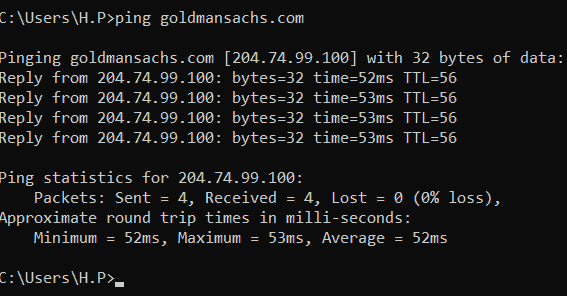 C:\Users\H.P>ping goldmansachs.com
Pinging goldmansachs.com [204.74.99.100] with 32 bytes of data:
Reply from 204.74.99.100: bytes=32 time=52ms TTL=56
Reply from 204.74.99.100: bytes=32 time=53ms TTL=56
Reply from 204.74.99.100: bytes=32 time=53ms TTL=56
Reply from 204.74.99.100: bytes=32 time=53ms TTL=56
Ping statistics for 204.74.99.100:
    Packets: Sent = 4, Received = 4, Lost = 0 (0% loss),
Approximate round trip times in milli-seconds:
    Minimum = 52ms, Maximum = 53ms, Average = 52ms
C:\Users\H.P>